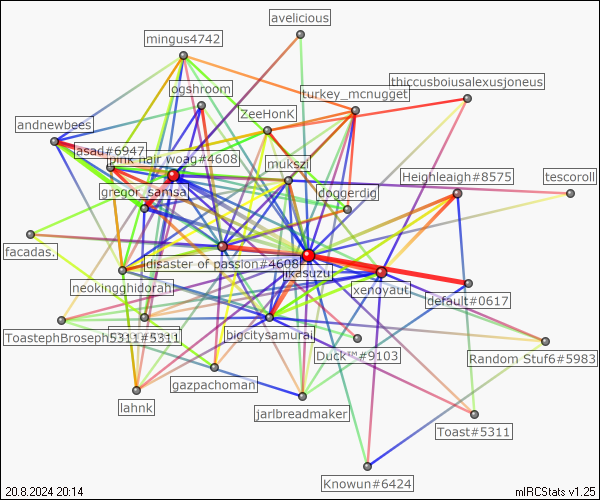 avelicious
mingus4742
thiccusboiusalexusjoneus
ogshroom
turkey_mcnugget
ZeeHonK
andnewbees
asad#6947
pink hair woag#4608
mukszi
Heighleaigh#8575
tescoroll
gregor_samsa
doggerdig
facadas.
disaster of passion#4608
likasuzu
neokingghidorah
xenoyaut
default#0617
ToastephBroseph5311#5311
bigcitysamurai
Duck™#9103
Random Stuf6#5983
gazpachoman
lahnk
jarlbreadmaker
Toast#5311
Knowun#6424
20.8.2024 20:14
mIRCStats v1.25